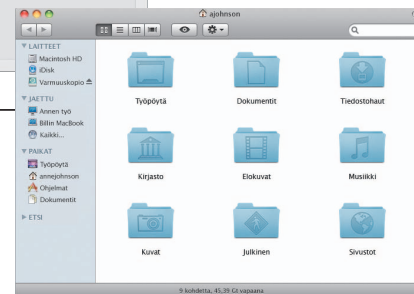 ajohnson
LAITTEET
Macintosh HD
iDisk
Varmuuskopio
JAETTU
Annen työ
Billin MacBook
Kaikki...
PAIKAT
Työpöytä
annejohnson
Ohjelmat
Dokumentit
ETSI
Työpöytä
Dokumentit
Tiedostohaut
Kirjasto
Elokuvat
Musiikki
Kuvat
Julkinen
Sivustot
9 kohdetta, 45,39 Gt vapaana